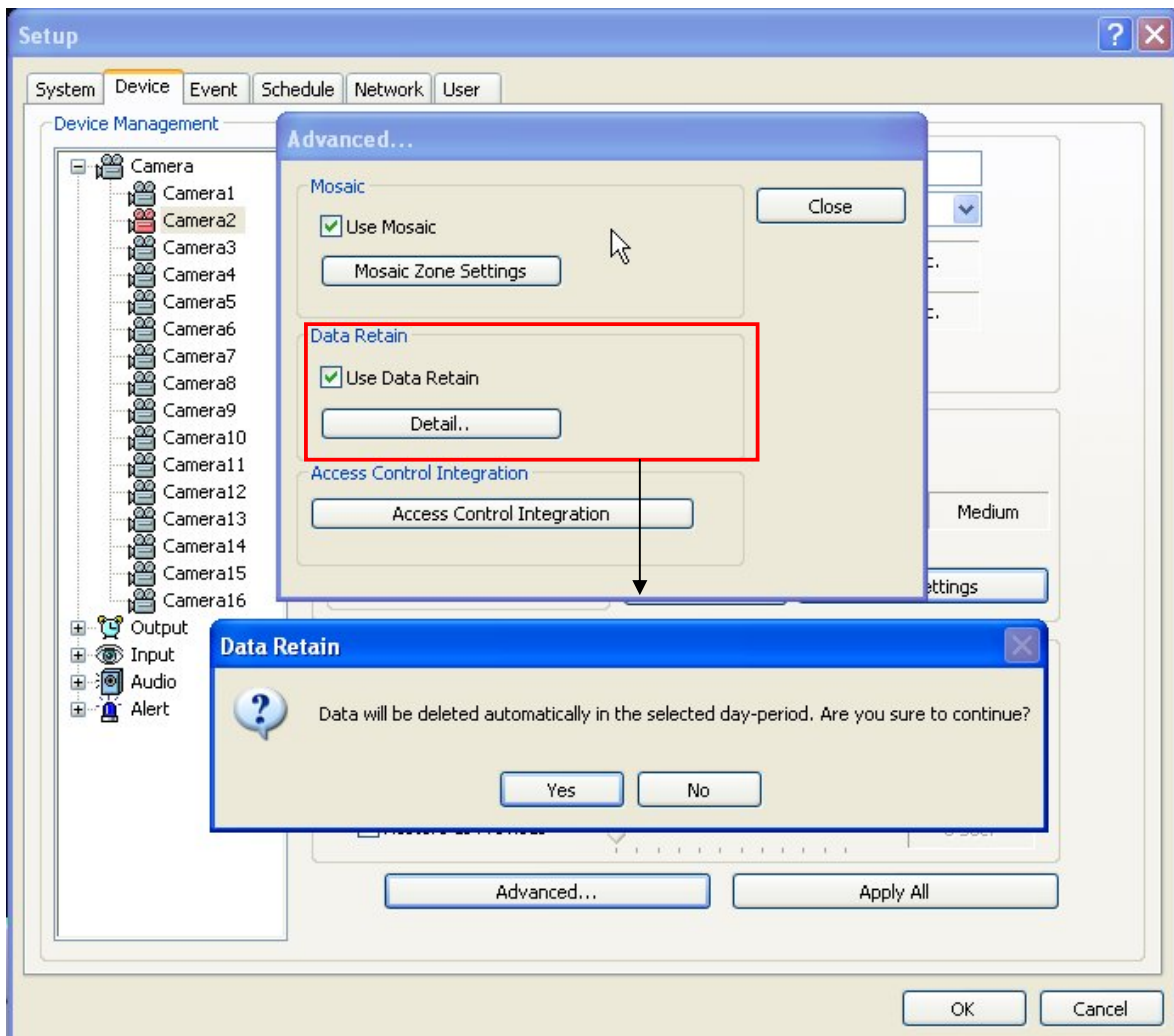 Setup
System Device Event Schedule Network User
Device Management
Camera
Camera1
Camera2
Camera3
Camera4
Camera5
Camera6
Camera7
Camera8
Camera9
Camera10
Camera11
Camera12
Camera13
Camera14
Camera15
Camera16
Output
Input
Audio
Alert
Advanced...
Mosaic
Use Mosaic
Mosaic Zone Settings
Close
Data Retain
Use Data Retain
Detail..
Access Control Integration
Access Control Integration
Medium
ettings
Data Retain
Data will be deleted automatically in the selected day-period. Are you sure to continue?
Yes No
Advanced... Apply All
OK Cancel